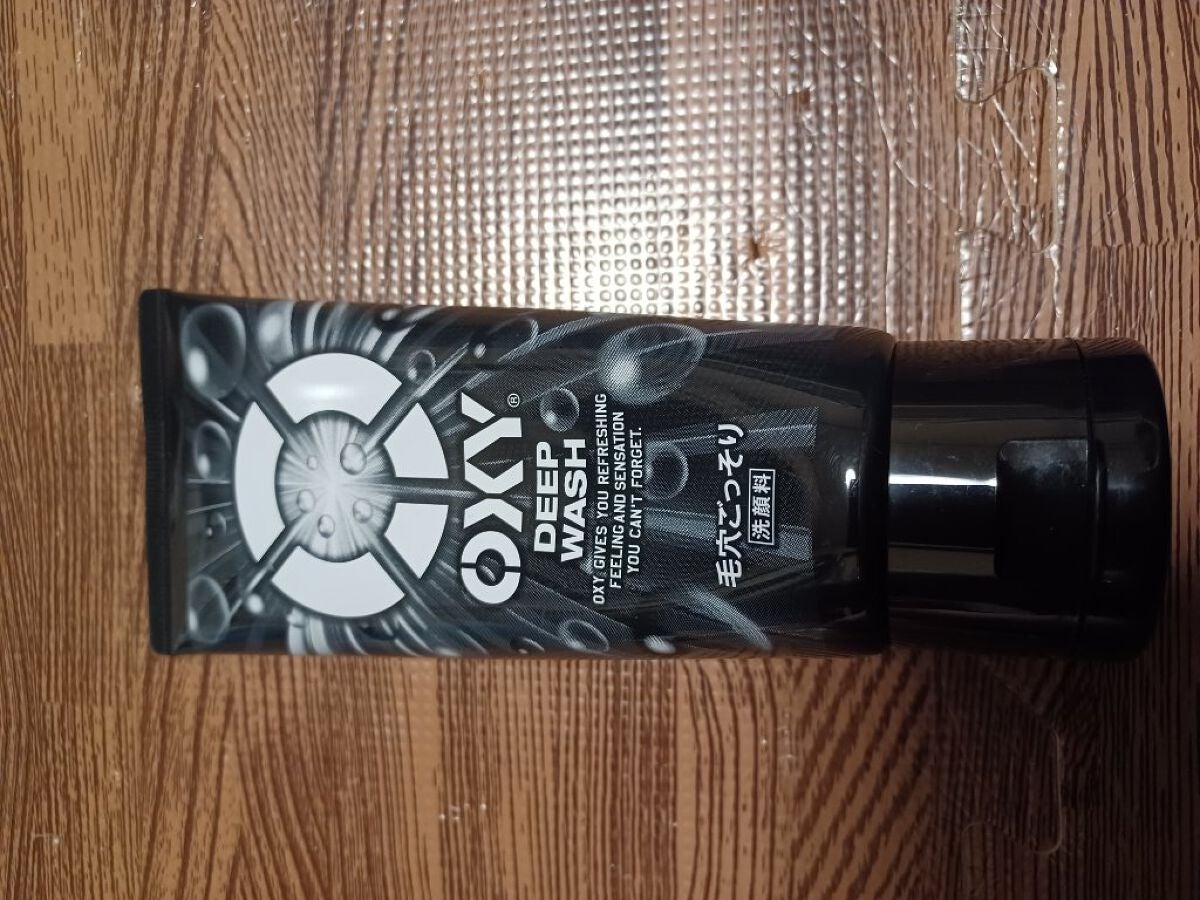 OXY®
DEEP
WASH
OXY GIVES YOU REFRESHING
FEELING AND SENSATION
YOU CAN'T FORGET.
毛穴ごっそり
洗顔料